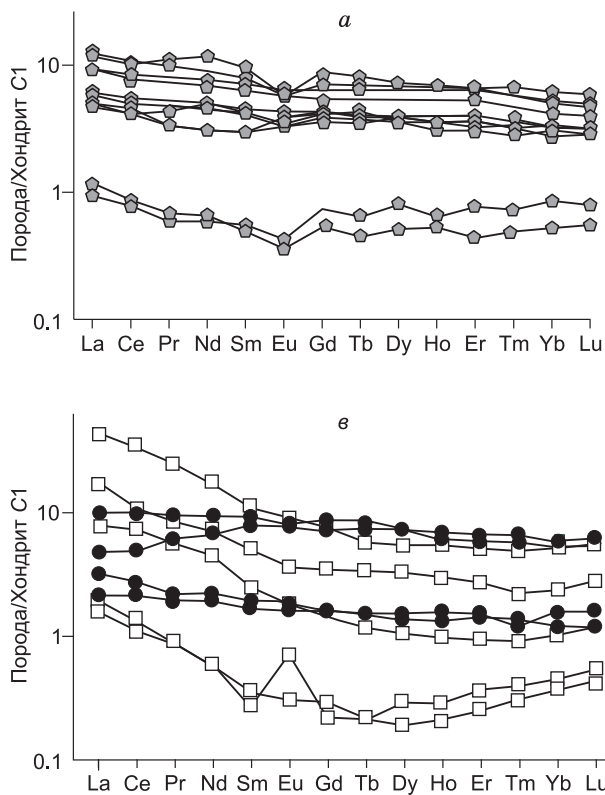 а
Порода/Хондрит C1
10
1
0.1
La Ce Pr Nd Sm Eu Gd Tb Dy Ho Er Tm Yb Lu
в
Порода/Хондрит C1
10
1
0.1
La Ce Pr Nd Sm Eu Gd Tb Dy Ho Er Tm Yb Lu